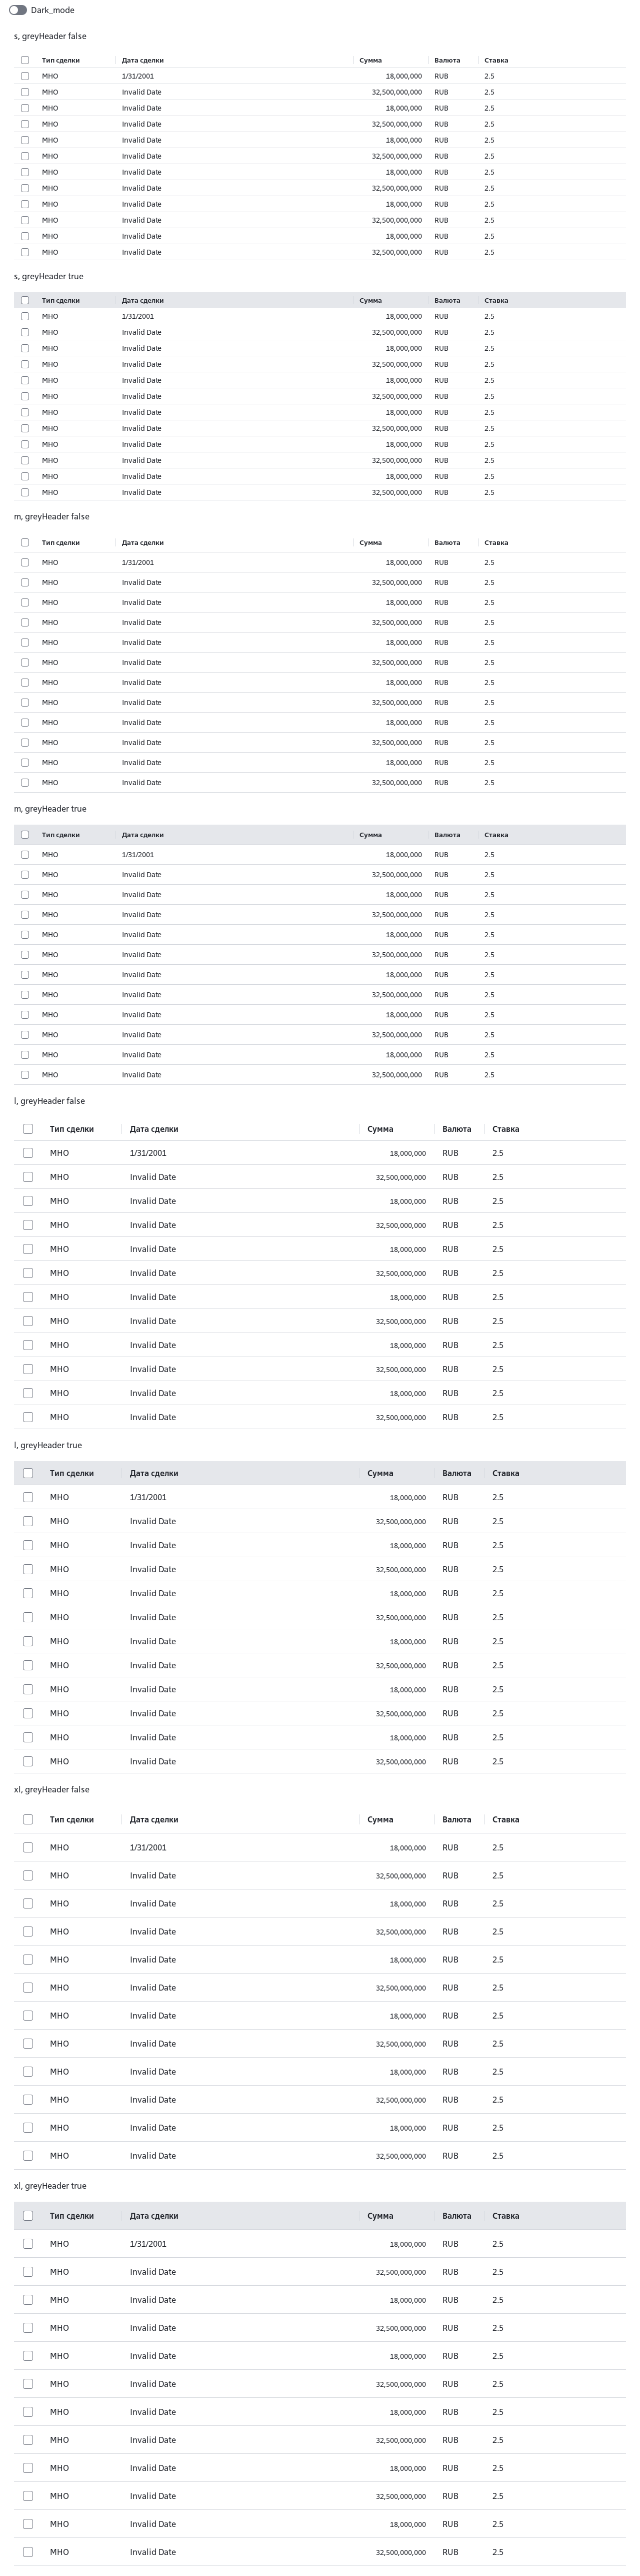 Dark_mode
s, greyHeader false
Тип сделки Дата сделки Сумма Валюта Ставка
МНО 1/31/2001 18,000,000 RUB 2.5
МНО Invalid Date 32,500,000,000 RUB 2.5
МНО Invalid Date 18,000,000 RUB 2.5
МНО Invalid Date 32,500,000,000 RUB 2.5
МНО Invalid Date 18,000,000 RUB 2.5
МНО Invalid Date 32,500,000,000 RUB 2.5
МНО Invalid Date 18,000,000 RUB 2.5
МНО Invalid Date 32,500,000,000 RUB 2.5
МНО Invalid Date 18,000,000 RUB 2.5
МНО Invalid Date 32,500,000,000 RUB 2.5
МНО Invalid Date 18,000,000 RUB 2.5
МНО Invalid Date 32,500,000,000 RUB 2.5
s, greyHeader true
Тип сделки Дата сделки Сумма Валюта Ставка
МНО 1/31/2001 18,000,000 RUB 2.5
МНО Invalid Date 32,500,000,000 RUB 2.5
МНО Invalid Date 18,000,000 RUB 2.5
МНО Invalid Date 32,500,000,000 RUB 2.5
МНО Invalid Date 18,000,000 RUB 2.5
МНО Invalid Date 32,500,000,000 RUB 2.5
МНО Invalid Date 18,000,000 RUB 2.5
МНО Invalid Date 32,500,000,000 RUB 2.5
МНО Invalid Date 18,000,000 RUB 2.5
МНО Invalid Date 32,500,000,000 RUB 2.5
МНО Invalid Date 18,000,000 RUB 2.5
МНО Invalid Date 32,500,000,000 RUB 2.5
m, greyHeader false
Тип сделки Дата сделки Сумма Валюта Ставка
МНО 1/31/2001 18,000,000 RUB 2.5
МНО Invalid Date 32,500,000,000 RUB 2.5
МНО Invalid Date 18,000,000 RUB 2.5
МНО Invalid Date 32,500,000,000 RUB 2.5
МНО Invalid Date 18,000,000 RUB 2.5
МНО Invalid Date 32,500,000,000 RUB 2.5
МНО Invalid Date 18,000,000 RUB 2.5
МНО Invalid Date 32,500,000,000 RUB 2.5
МНО Invalid Date 18,000,000 RUB 2.5
МНО Invalid Date 32,500,000,000 RUB 2.5
МНО Invalid Date 18,000,000 RUB 2.5
МНО Invalid Date 32,500,000,000 RUB 2.5
m, greyHeader true
Тип сделки Дата сделки Сумма Валюта Ставка
МНО 1/31/2001 18,000,000 RUB 2.5
МНО Invalid Date 32,500,000,000 RUB 2.5
МНО Invalid Date 18,000,000 RUB 2.5
МНО Invalid Date 32,500,000,000 RUB 2.5
МНО Invalid Date 18,000,000 RUB 2.5
МНО Invalid Date 32,500,000,000 RUB 2.5
МНО Invalid Date 18,000,000 RUB 2.5
МНО Invalid Date 32,500,000,000 RUB 2.5
МНО Invalid Date 18,000,000 RUB 2.5
МНО Invalid Date 32,500,000,000 RUB 2.5
МНО Invalid Date 18,000,000 RUB 2.5
МНО Invalid Date 32,500,000,000 RUB 2.5
l, greyHeader false
Тип сделки Дата сделки Сумма Валюта Ставка
МНО 1/31/2001 18,000,000 RUB 2.5
МНО Invalid Date 32,500,000,000 RUB 2.5
МНО Invalid Date 18,000,000 RUB 2.5
МНО Invalid Date 32,500,000,000 RUB 2.5
МНО Invalid Date 18,000,000 RUB 2.5
МНО Invalid Date 32,500,000,000 RUB 2.5
МНО Invalid Date 18,000,000 RUB 2.5
МНО Invalid Date 32,500,000,000 RUB 2.5
МНО Invalid Date 18,000,000 RUB 2.5
МНО Invalid Date 32,500,000,000 RUB 2.5
МНО Invalid Date 18,000,000 RUB 2.5
МНО Invalid Date 32,500,000,000 RUB 2.5
l, greyHeader true
Тип сделки Дата сделки Сумма Валюта Ставка
МНО 1/31/2001 18,000,000 RUB 2.5
МНО Invalid Date 32,500,000,000 RUB 2.5
МНО Invalid Date 18,000,000 RUB 2.5
МНО Invalid Date 32,500,000,000 RUB 2.5
МНО Invalid Date 18,000,000 RUB 2.5
МНО Invalid Date 32,500,000,000 RUB 2.5
МНО Invalid Date 18,000,000 RUB 2.5
МНО Invalid Date 32,500,000,000 RUB 2.5
МНО Invalid Date 18,000,000 RUB 2.5
МНО Invalid Date 32,500,000,000 RUB 2.5
МНО Invalid Date 18,000,000 RUB 2.5
МНО Invalid Date 32,500,000,000 RUB 2.5
xl, greyHeader false
Тип сделки Дата сделки Сумма Валюта Ставка
МНО 1/31/2001 18,000,000 RUB 2.5
МНО Invalid Date 32,500,000,000 RUB 2.5
МНО Invalid Date 18,000,000 RUB 2.5
МНО Invalid Date 32,500,000,000 RUB 2.5
МНО Invalid Date 18,000,000 RUB 2.5
МНО Invalid Date 32,500,000,000 RUB 2.5
МНО Invalid Date 18,000,000 RUB 2.5
МНО Invalid Date 32,500,000,000 RUB 2.5
МНО Invalid Date 18,000,000 RUB 2.5
МНО Invalid Date 32,500,000,000 RUB 2.5
МНО Invalid Date 18,000,000 RUB 2.5
МНО Invalid Date 32,500,000,000 RUB 2.5
xl, greyHeader true
Тип сделки Дата сделки Сумма Валюта Ставка
МНО 1/31/2001 18,000,000 RUB 2.5
МНО Invalid Date 32,500,000,000 RUB 2.5
МНО Invalid Date 18,000,000 RUB 2.5
МНО Invalid Date 32,500,000,000 RUB 2.5
МНО Invalid Date 18,000,000 RUB 2.5
МНО Invalid Date 32,500,000,000 RUB 2.5
МНО Invalid Date 18,000,000 RUB 2.5
МНО Invalid Date 32,500,000,000 RUB 2.5
МНО Invalid Date 18,000,000 RUB 2.5
МНО Invalid Date 32,500,000,000 RUB 2.5
МНО Invalid Date 18,000,000 RUB 2.5
МНО Invalid Date 32,500,000,000 RUB 2.5